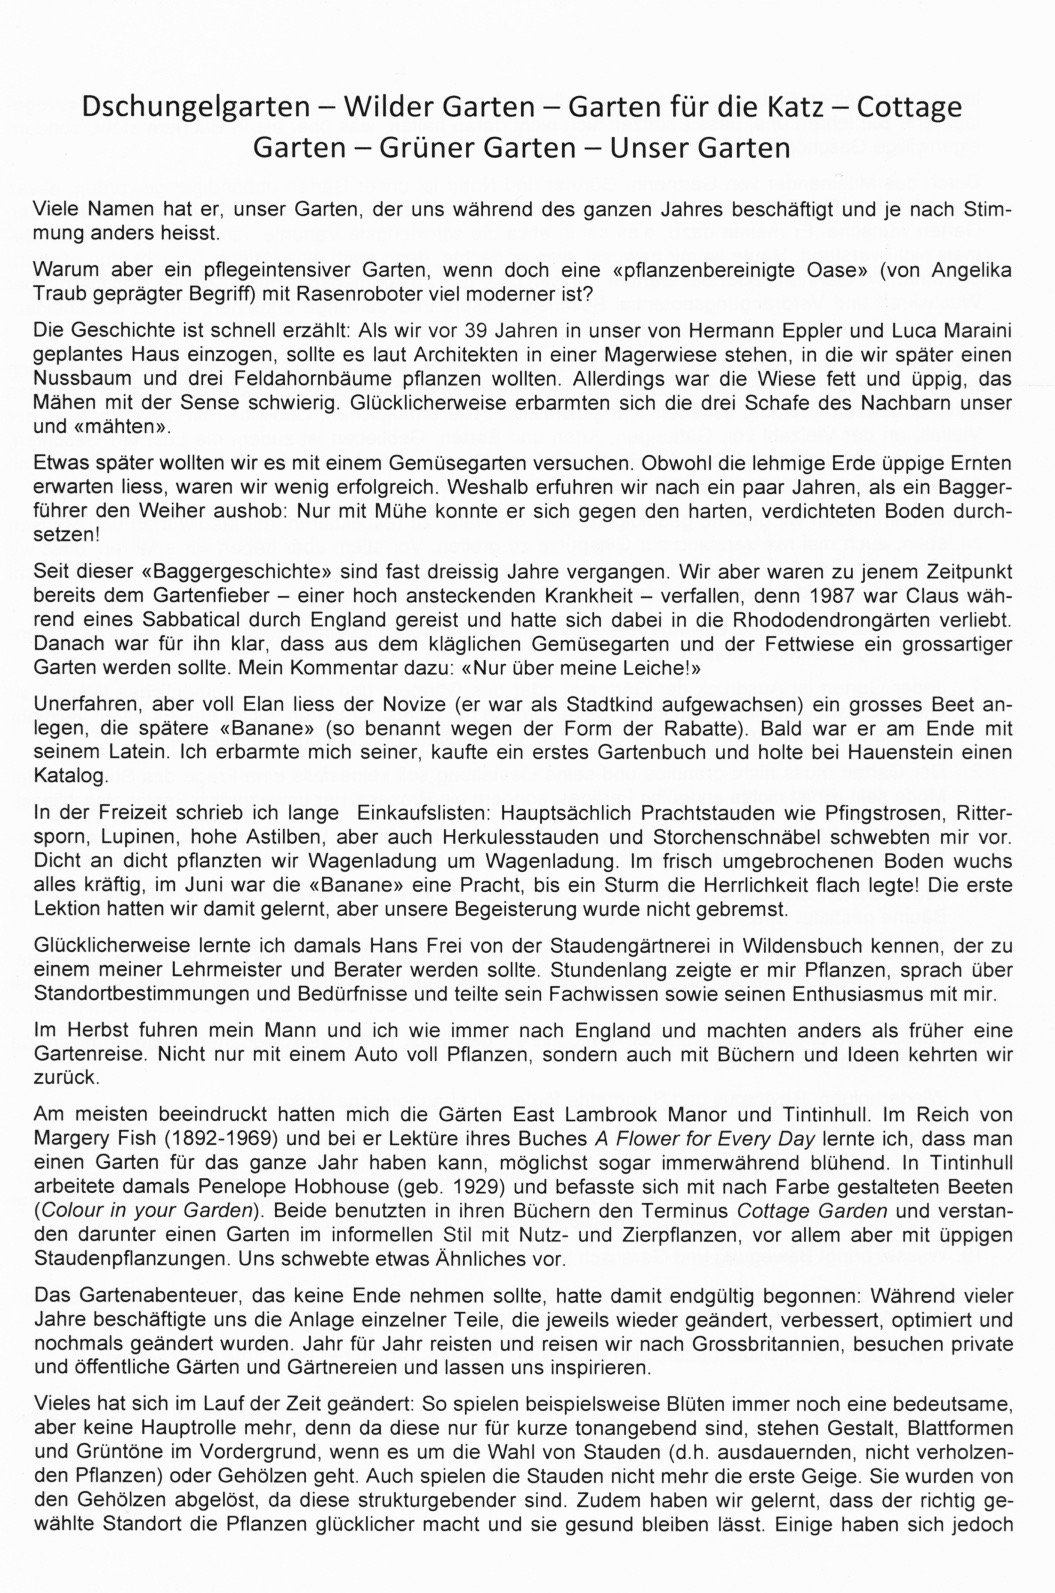 Dschungelgarten – Wilder Garten – Garten für die Katz – Cottage
Garten – Grüner Garten – Unser Garten
Viele Namen hat er, unser Garten, der uns während des ganzen Jahres beschäftigt und je nach Stim-
mung anders heisst.
Warum aber ein pflegeintensiver Garten, wenn doch eine «pflanzenbereinigte Oase» (von Angelika
Traub geprägter Begriff) mit Rasenroboter viel moderner ist?
Die Geschichte ist schnell erzählt: Als wir vor 39 Jahren in unser von Hermann Eppler und Luca Maraini
geplantes Haus einzogen, sollte es laut Architekten in einer Magerwiese stehen, in die wir später einen
Nussbaum und drei Feldahornbäume pflanzen wollten. Allerdings war die Wiese fett und üppig, das
Mähen mit der Sense schwierig. Glücklicherweise erbarmten sich die drei Schafe des Nachbarn unser
und «mähten».
Etwas später wollten wir es mit einem Gemüsegarten versuchen. Obwohl die lehmige Erde üppige Ernten
erwarten liess, waren wir wenig erfolgreich. Weshalb erfuhren wir nach ein paar Jahren, als ein Bagger-
führer den Weiher aushob: Nur mit Mühe konnte er sich gegen den harten, verdichteten Boden durch-
setzen!
Seit dieser «Baggergeschichte» sind fast dreissig Jahre vergangen. Wir aber waren zu jenem Zeitpunkt
bereits dem Gartenfieber – einer hoch ansteckenden Krankheit – verfallen, denn 1987 war Claus wäh-
rend eines Sabbatical durch England gereist und hatte sich dabei in die Rhododendrongärten verliebt.
Danach war für ihn klar, dass aus dem kläglichen Gemüsegarten und der Fettwiese ein grossartiger
Garten werden sollte. Mein Kommentar dazu: «Nur über meine Leiche!»
Unerfahren, aber voll Elan liess der Novize (er war als Stadtkind aufgewachsen) ein grosses Beet an-
legen, die spätere «Banane» (so benannt wegen der Form der Rabatte). Bald war er am Ende mit
seinem Latein. Ich erbarmte mich seiner, kaufte ein erstes Gartenbuch und holte bei Hauenstein einen
Katalog.
In der Freizeit schrieb ich lange Einkaufslisten: Hauptsächlich Prachtstauden wie Pfingstrosen, Ritter-
sporn, Lupinen, hohe Astilben, aber auch Herkulesstauden und Storchenschnäbel schwebten mir vor.
Dicht an dicht pflanzten wir Wagenladung um Wagenladung. Im frisch umgebrochenen Boden wuchs
alles kräftig, im Juni war die «Banane» eine Pracht, bis ein Sturm die Herrlichkeit flach legte! Die erste
Lektion hatten wir damit gelernt, aber unsere Begeisterung wurde nicht gebremst.
Glücklicherweise lernte ich damals Hans Frei von der Staudengärtnerei in Wildensbuch kennen, der zu
einem meiner Lehrmeister und Berater werden sollte. Stundenlang zeigte er mir Pflanzen, sprach über
Standortbestimmungen und Bedürfnisse und teilte sein Fachwissen sowie seinen Enthusiasmus mit mir.
Im Herbst fuhren mein Mann und ich wie immer nach England und machten anders als früher eine
Gartenreise. Nicht nur mit einem Auto voll Pflanzen, sondern auch mit Büchern und Ideen kehrten wir
zurück.
Am meisten beeindruckt hatten mich die Gärten East Lambrook Manor und Tintinhull. Im Reich von
Margery Fish (1892-1969) und bei er Lektüre ihres Buches A Flower for Every Day lernte ich, dass man
einen Garten für das ganze Jahr haben kann, möglichst sogar immerwährend blühend. In Tintinhull
arbeitete damals Penelope Hobhouse (geb. 1929) und befasste sich mit nach Farbe gestalteten Beeten
(Colour in your Garden). Beide benutzten in ihren Büchern den Terminus Cottage Garden und verstan-
den darunter einen Garten im informellen Stil mit Nutz- und Zierpflanzen, vor allem aber mit üppigen
Staudenpflanzungen. Uns schwebte etwas Ähnliches vor.
Das Gartenabenteuer, das keine Ende nehmen sollte, hatte damit endgültig begonnen: Während vieler
Jahre beschäftigte uns die Anlage einzelner Teile, die jeweils wieder geändert, verbessert, optimiert und
nochmals geändert wurden. Jahr für Jahr reisten und reisen wir nach Grossbritannien, besuchen private
und öffentliche Gärten und Gärtnereien und lassen uns inspirieren.
Vieles hat sich im Lauf der Zeit geändert: So spielen beispielsweise Blüten immer noch eine bedeutsame,
aber keine Hauptrolle mehr, denn da diese nur für kurze tonangebend sind, stehen Gestalt, Blattformen
und Grüntöne im Vordergrund, wenn es um die Wahl von Stauden (d.h. ausdauernden, nicht verholzen-
den Pflanzen) oder Gehölzen geht. Auch spielen die Stauden nicht mehr die erste Geige. Sie wurden von
den Gehölzen abgelöst, da diese strukturgebender sind. Zudem haben wir gelernt, dass der richtig ge-
wählte Standort die Pflanzen glücklicher macht und sie gesund bleiben lässt. Einige haben sich jedoch